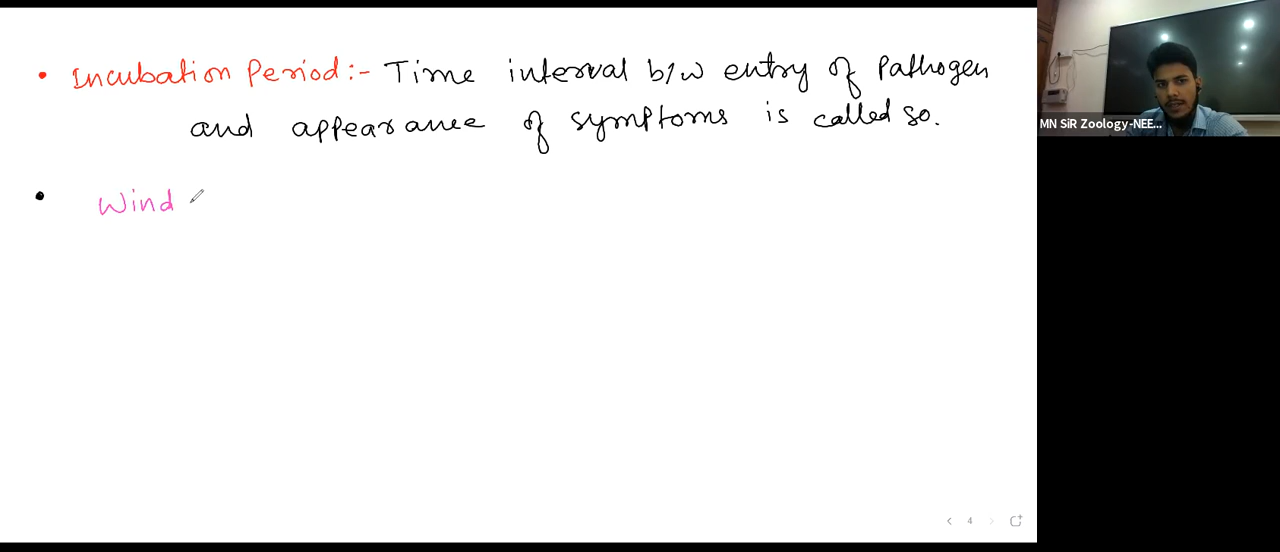 • Incubation Period:- Time interval b/w entry of Pathogen
and appearance of symptoms is called so.
• Wind
MN SiR Zoology-NEE...
4